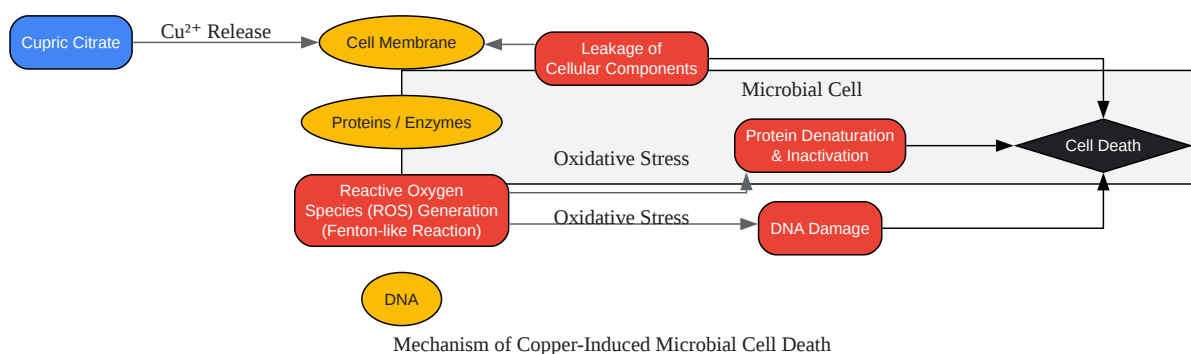 Cupric Citrate
Cu²⁺ Release
Cell Membrane
Leakage of
Cellular Components
Microbial Cell
Proteins / Enzymes
Protein Denaturation
& Inactivation
Cell Death
Oxidative Stress
Reactive Oxygen
Species (ROS) Generation
(Fenton-like Reaction)
Oxidative Stress
DNA Damage
DNA
Mechanism of Copper-Induced Microbial Cell Death